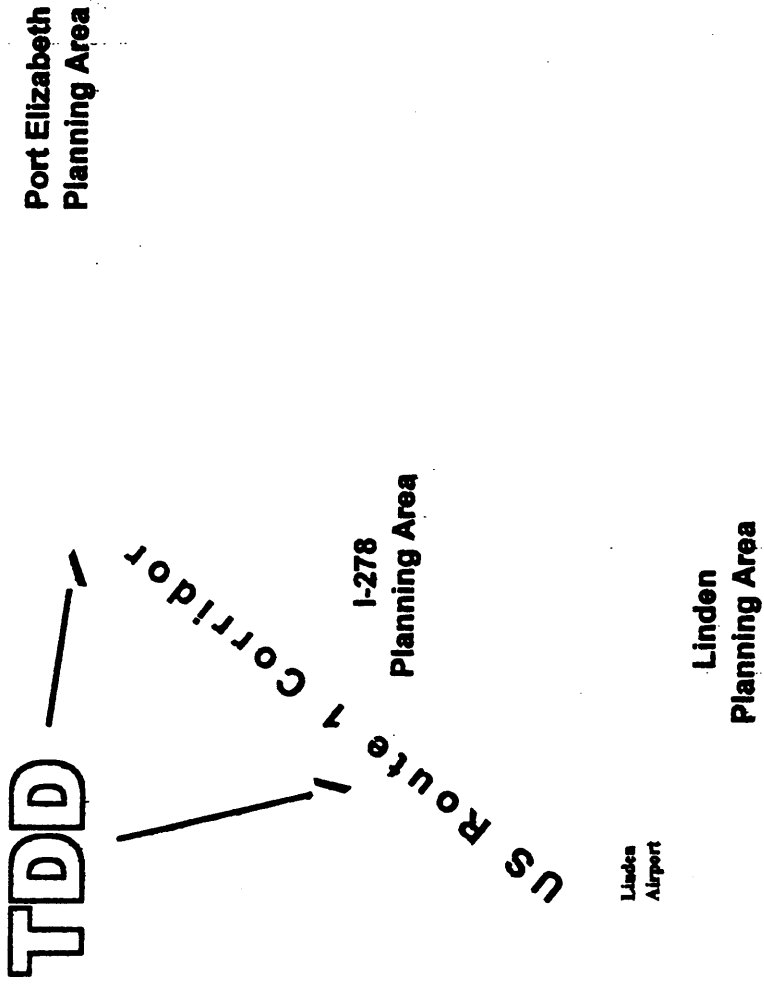 TDD
Port Elizabeth
Planning Area
US Route 1 Corridor
I-278
Planning Area
Linden
Airport
Linden
Planning Area